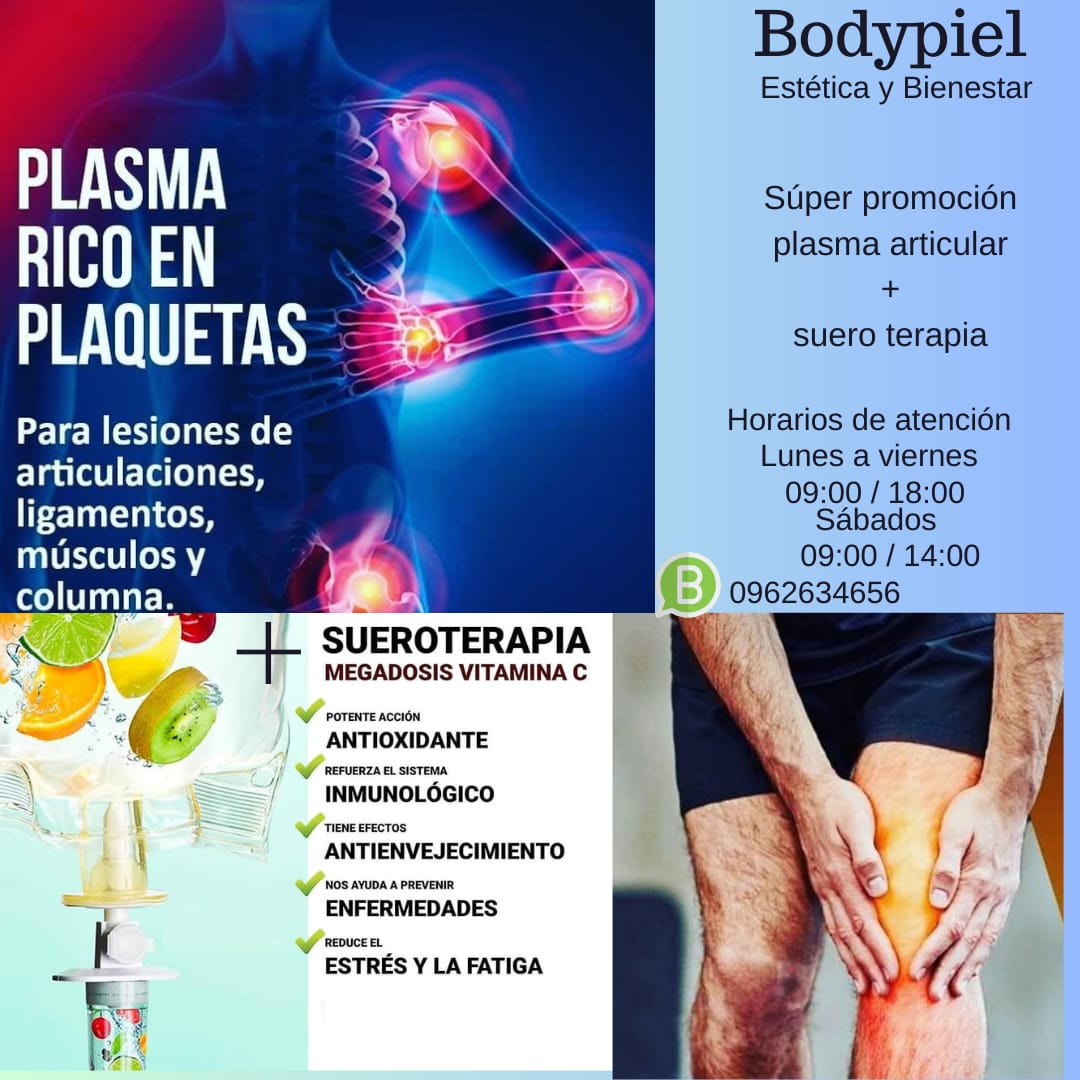 PLASMA
RICO EN
PLAQUETAS
Para lesiones de
articulaciones,
ligamentos,
músculos y
columna.
Bodypiel
Estética y Bienestar
Súper promoción
plasma articular
+
suero terapia
Horarios de atención
Lunes a viernes
09:00 / 18:00
Sábados
09:00 / 14:00
B
0962634656
+
SUEROTERAPIA
MEGADOSIS VITAMINA C
POTENTE ACCIÓN
ANTIOXIDANTE
REFUERZA EL SISTEMA
INMUNOLÓGICO
TIENE EFECTOS
ANTIENVEJECIMIENTO
NOS AYUDA A PREVENIR
ENFERMEDADES
REDUCE EL
ESTRÉS Y LA FATIGA